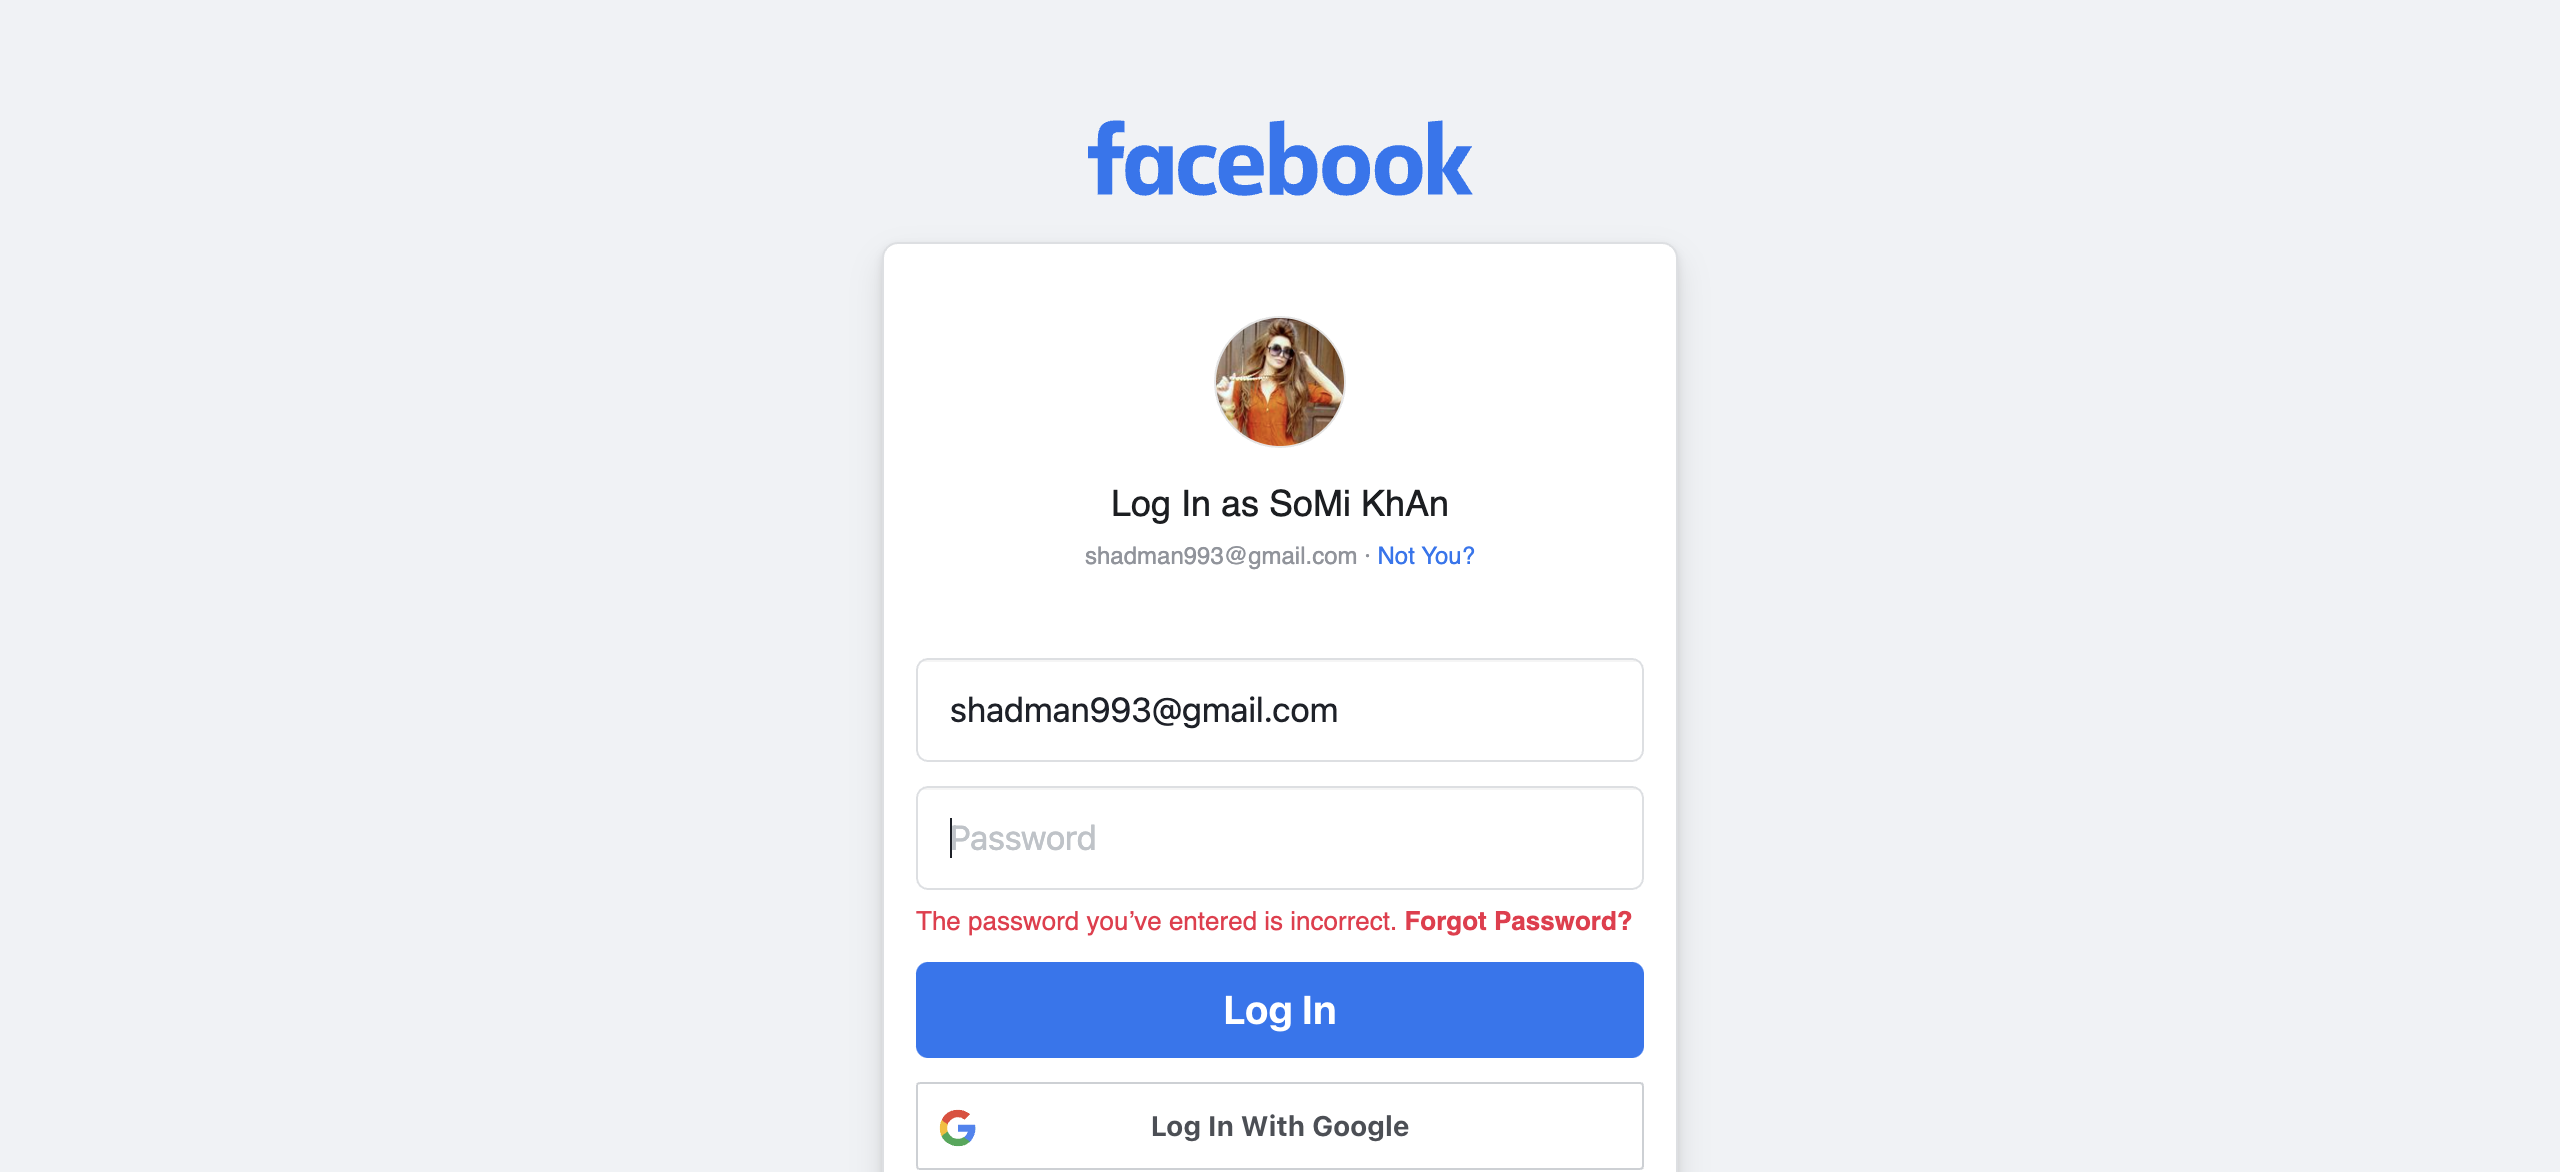 facebook
Log In as SoMi KhAn
shadman993@gmail.com · Not You?
shadman993@gmail.com
Password
The password you’ve entered is incorrect. Forgot Password?
Log In
Log In With Google